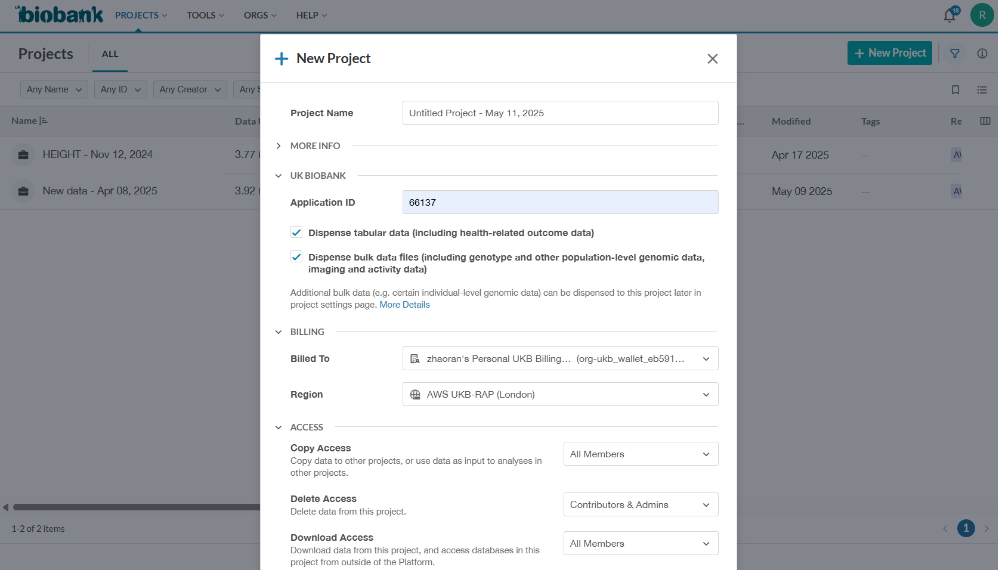 uk biobank
PROJECTS
TOOLS
ORGS
HELP
18
R
Projects
ALL
New Project
Any Name
Any ID
Any Creator
Any
Name
Data
...
Modified
Tags
HEIGHT - Nov 12, 2024
3.77
Apr 17 2025
--
New data - Apr 08, 2025
3.92
May 09 2025
--
1-2 of 2 items
1
New Project
Project Name
Untitled Project - May 11, 2025
MORE INFO
UK BIOBANK
Application ID
66137
Dispense tabular data (including health-related outcome data)
Dispense bulk data files (including genotype and other population-level genomic data,
imaging and activity data)
Additional bulk data (e.g. certain individual-level genomic data) can be dispensed to this project later in
project settings page. More Details
BILLING
Billed To
zhaoran's Personal UKB Billing... (org-ukb_wallet_eb591...
Region
AWS UKB-RAP (London)
ACCESS
Copy Access
Copy data to other projects, or use data as input to analyses in
other projects.
All Members
Delete Access
Delete data from this project.
Contributors & Admins
Download Access
Download data from this project, and access databases in this
project from outside of the Platform.
All Members